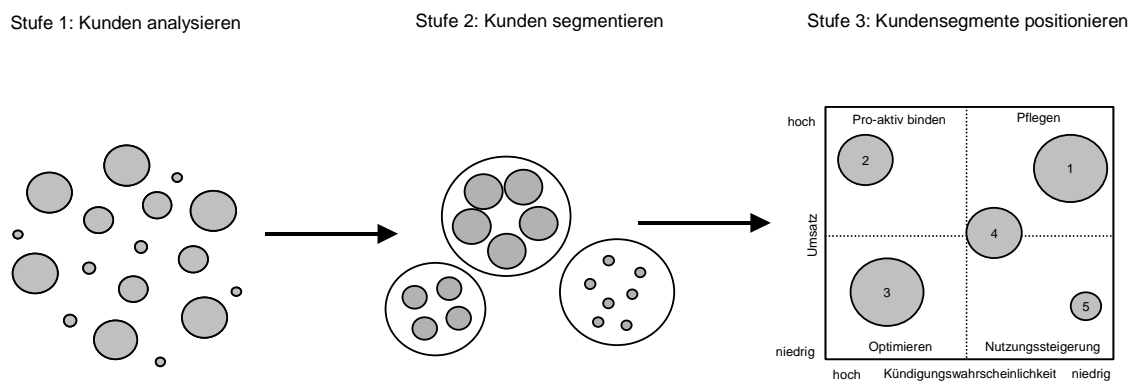 Stufe 1: Kunden analysieren
Stufe 2: Kunden segmentieren
Stufe 3: Kundensegmente positionieren
hoch
Pro-aktiv binden
Pflegen
2
1
Umsatz
4
3
5
niedrig
Optimieren
Nutzungssteigerung
hoch Kündigungswahrscheinlichkeit niedrig